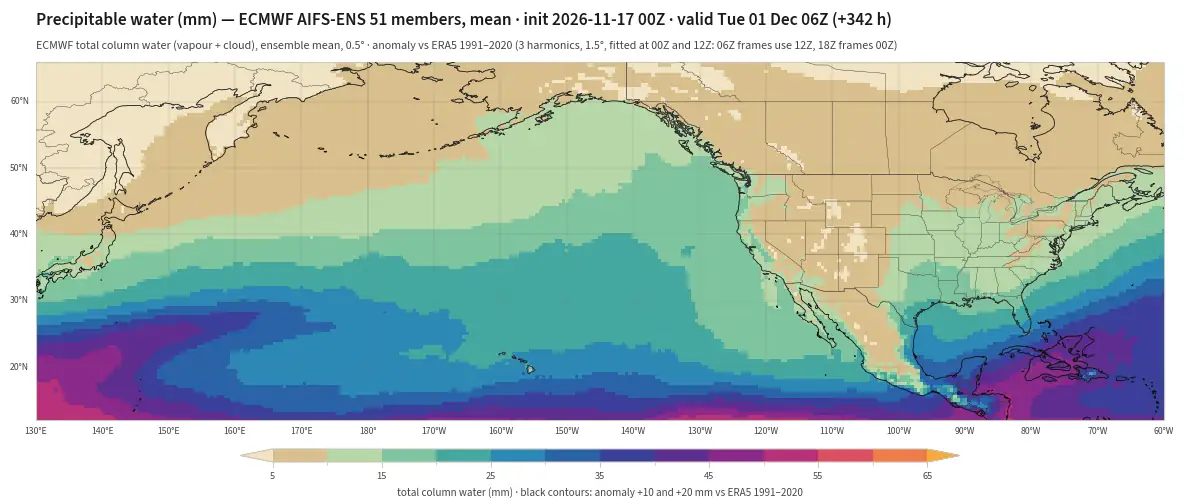 Precipitable water (mm) — ECMWF AIFS-ENS 51 members, mean · init 2026-11-17 00Z · valid Tue 01 Dec 06Z (+342 h)
ECMWF total column water (vapour + cloud), ensemble mean, 0.5° · anomaly vs ERA5 1991–2020 (3 harmonics, 1.5°, fitted at 00Z and 12Z: 06Z frames use 12Z, 18Z frames 00Z)
60°N
50°N
40°N
30°N
20°N
130°E 140°E 150°E 160°E 170°E 180° 170°W 160°W 150°W 140°W 130°W 120°W 110°W 100°W 90°W 80°W 70°W 60°W
5 15 25 35 45 55 65
total column water (mm) · black contours: anomaly +10 and +20 mm vs ERA5 1991–2020